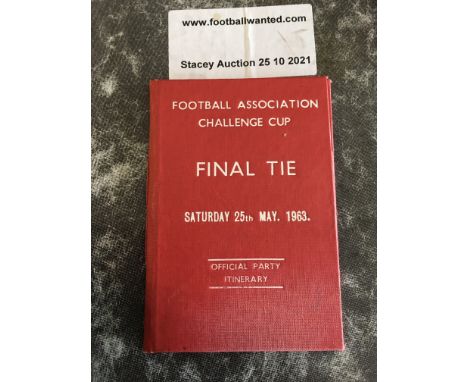 www.footballwanted.com
Stacey Auction 25 10 2021
FOOTBALL ASSOCIATION
CHALLENGE CUP
FINAL TIE
SATURDAY 25th MAY. 1963.
OFFICIAL PARTY
ITINERARY